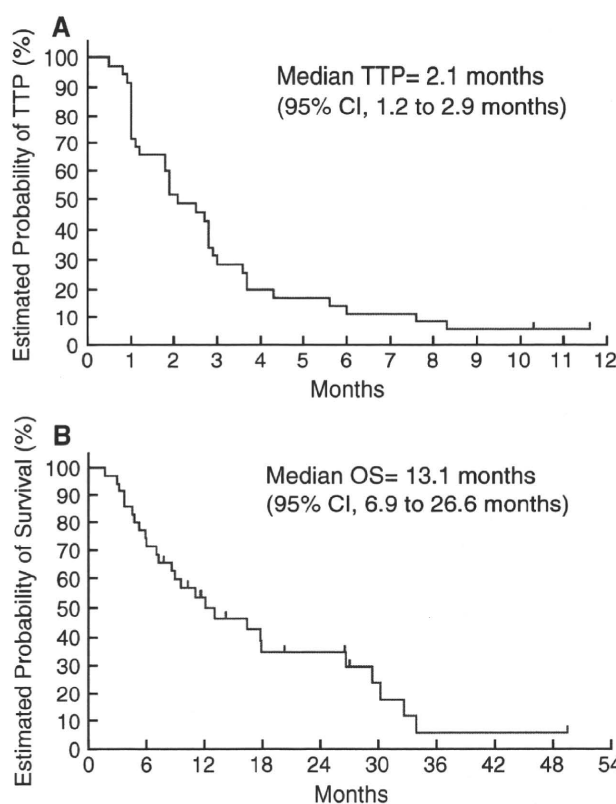 A
Estimated Probability of TTP (%)
100
90
80
70
60
50
40
30
20
10
0
Median TTP= 2.1 months
(95% CI, 1.2 to 2.9 months)
0 1 2 3 4 5 6 7 8 9 10 11 12
Months
B
Estimated Probability of Survival (%)
100
90
80
70
60
50
40
30
20
10
0
Median OS= 13.1 months
(95% CI, 6.9 to 26.6 months)
0 6 12 18 24 30 36 42 48 54
Months